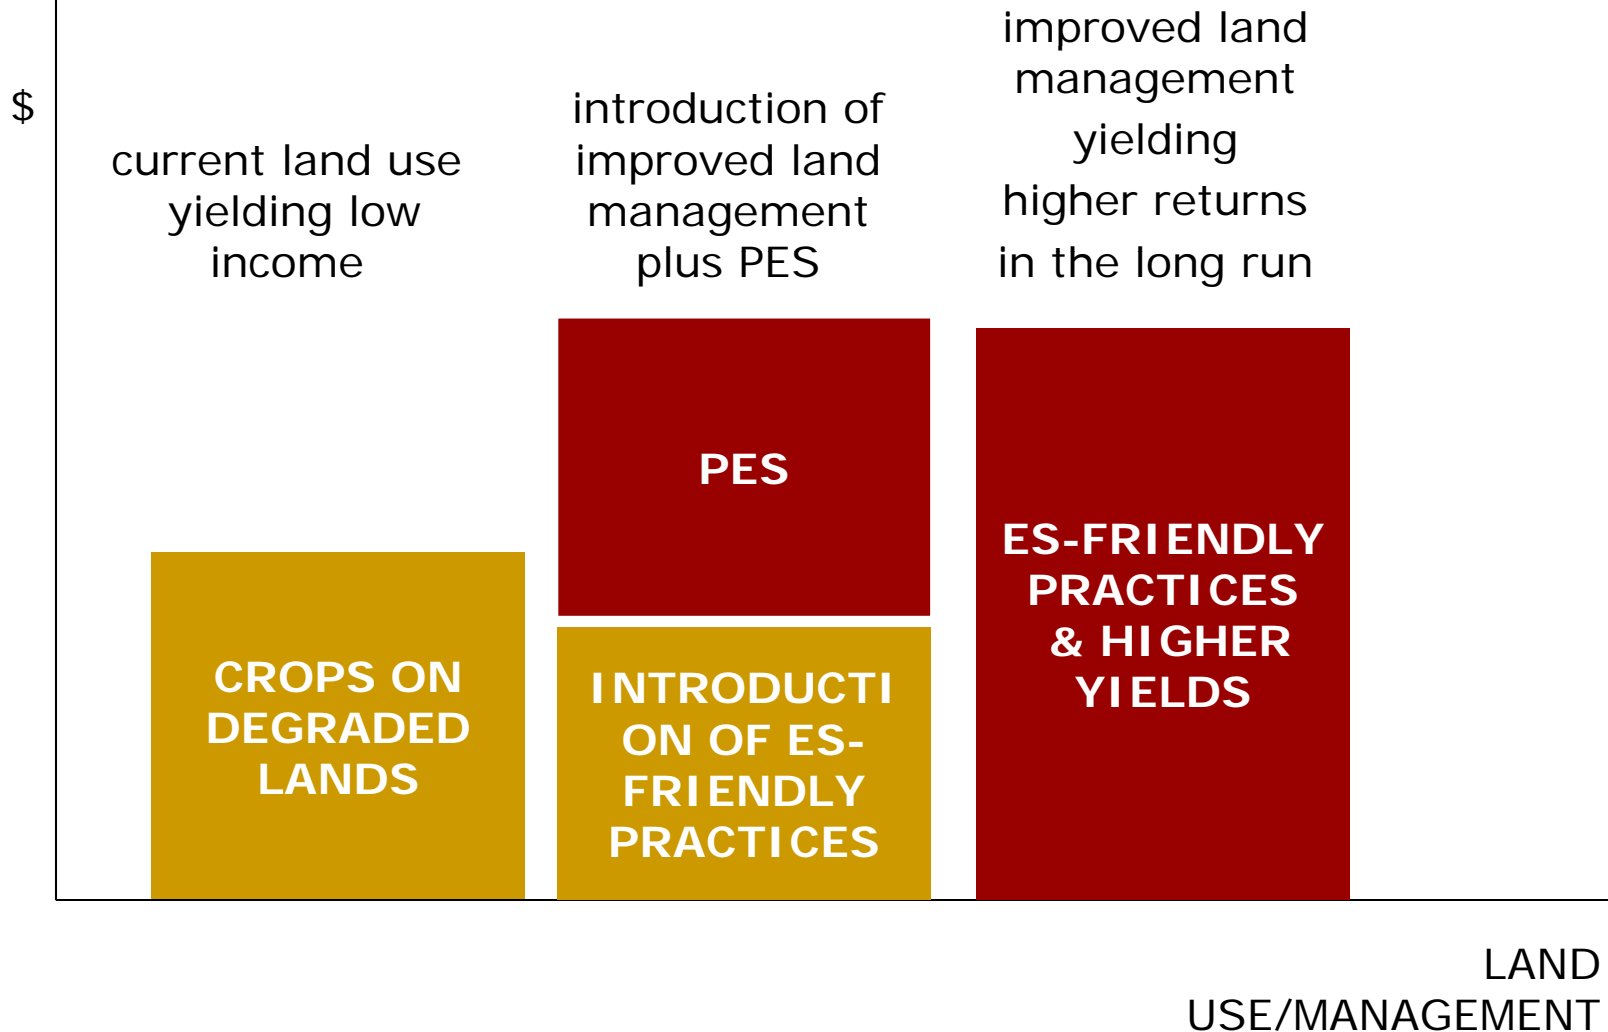 $
current land use
yielding low
income
introduction of
improved land
management
plus PES
improved land
management
yielding
higher returns
in the long run
CROPS ON
DEGRADED
LANDS
PES
INTRODUCTI
ON OF ES-
FRIENDLY
PRACTICES
ES-FRIENDLY
PRACTICES
& HIGHER
YIELDS
LAND
USE/MANAGEMENT